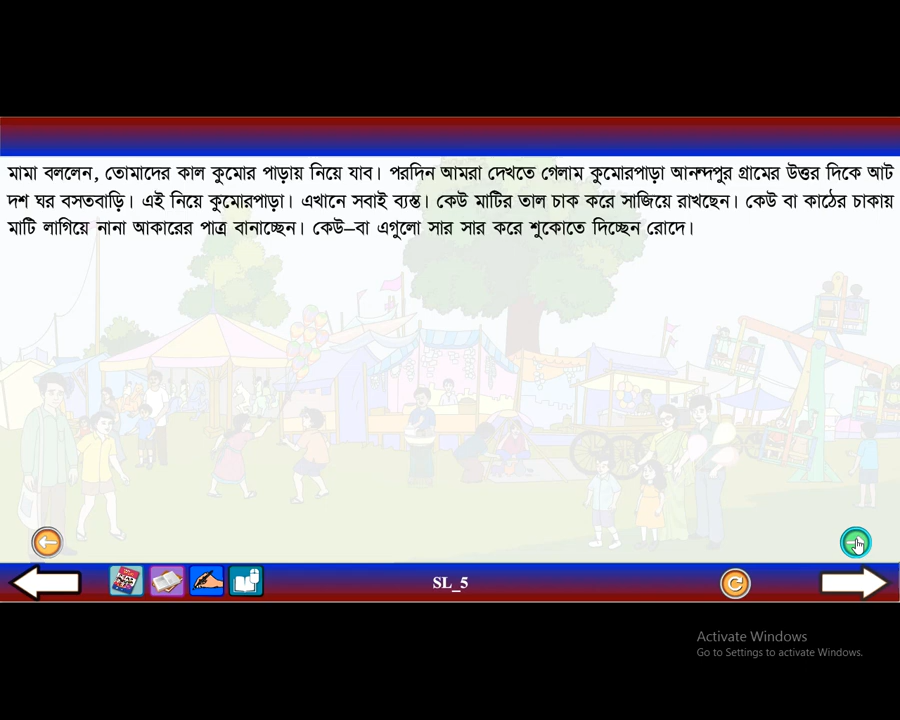 মামা বললেন, তোমাদের কাল কুমোর পাড়ায় নিয়ে যাব। পরদিন আমরা দেখতে গেলাম কুমোরপাড়া আনন্দপুর গ্রামের উত্তর দিকে আট
দশ ঘর বসতবাড়ি। এই নিয়ে কুমোরপাড়া। এখানে সবাই ব্যস্ত। কেউ মাটির তাল চাক করে সাজিয়ে রাখছেন। কেউ বা কাঠের চাকায়
মাটি লাগিয়ে নানা আকারের পাত্র বানাচ্ছেন। কেউ–বা এগুলো সার সার করে শুকোতে দিচ্ছেন রোদে।
SL_5
Activate Windows
Go to Settings to activate Windows.